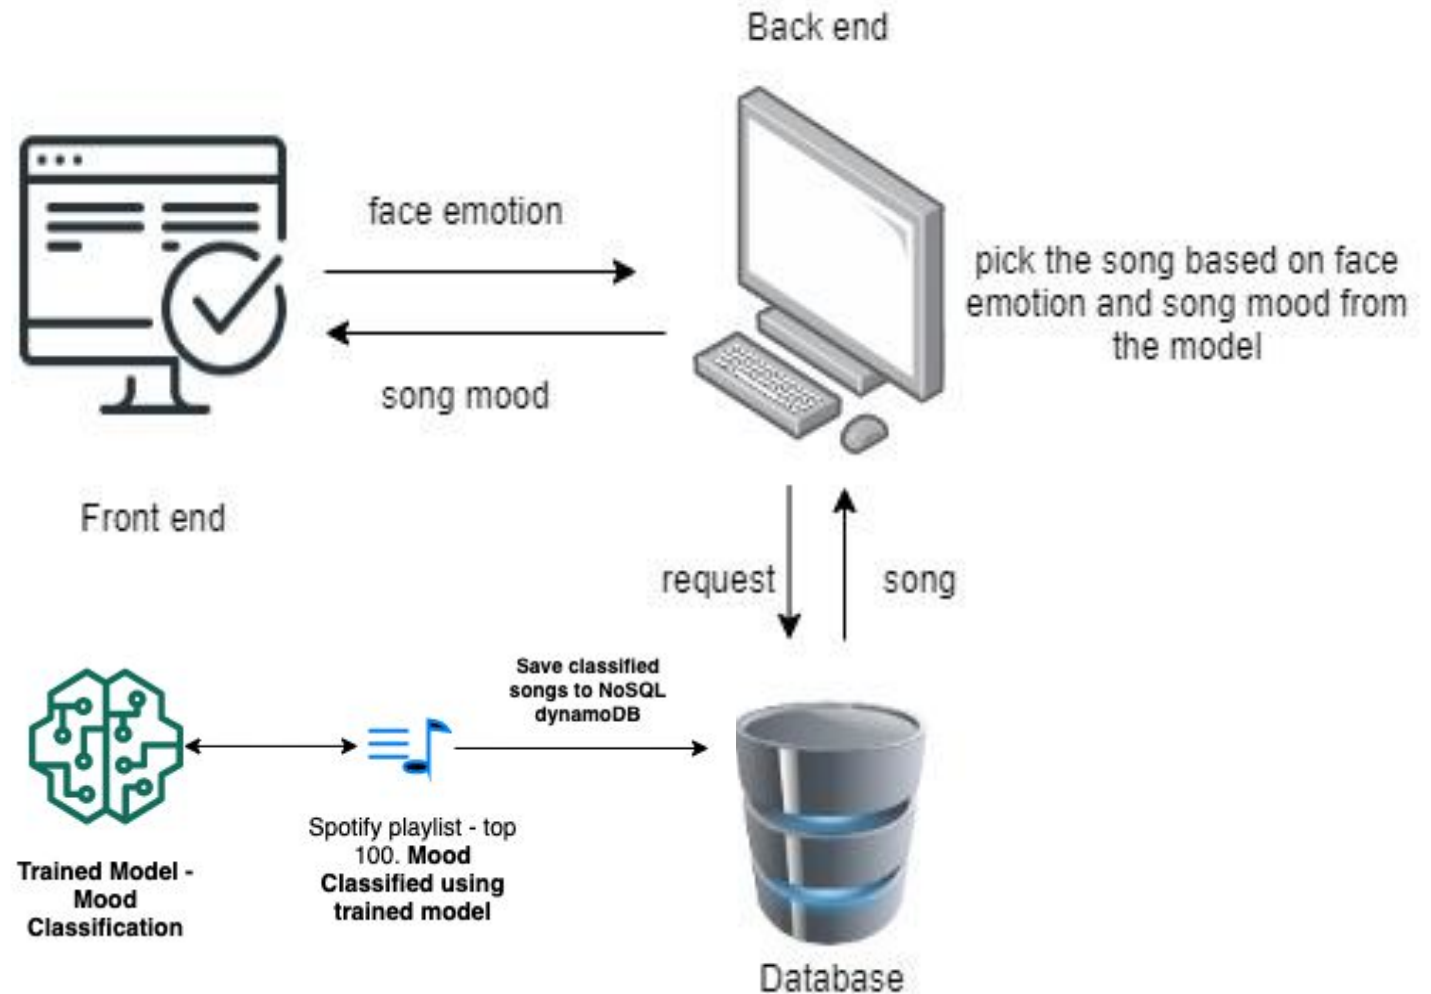 Back end
face emotion
pick the song based on face
emotion and song mood from
the model
song mood
Front end
request
song
Save classified
songs to NoSQL
dynamoDB
Spotify playlist - top
100. Mood
Classified using
trained model
Trained Model -
Mood
Classification
Database